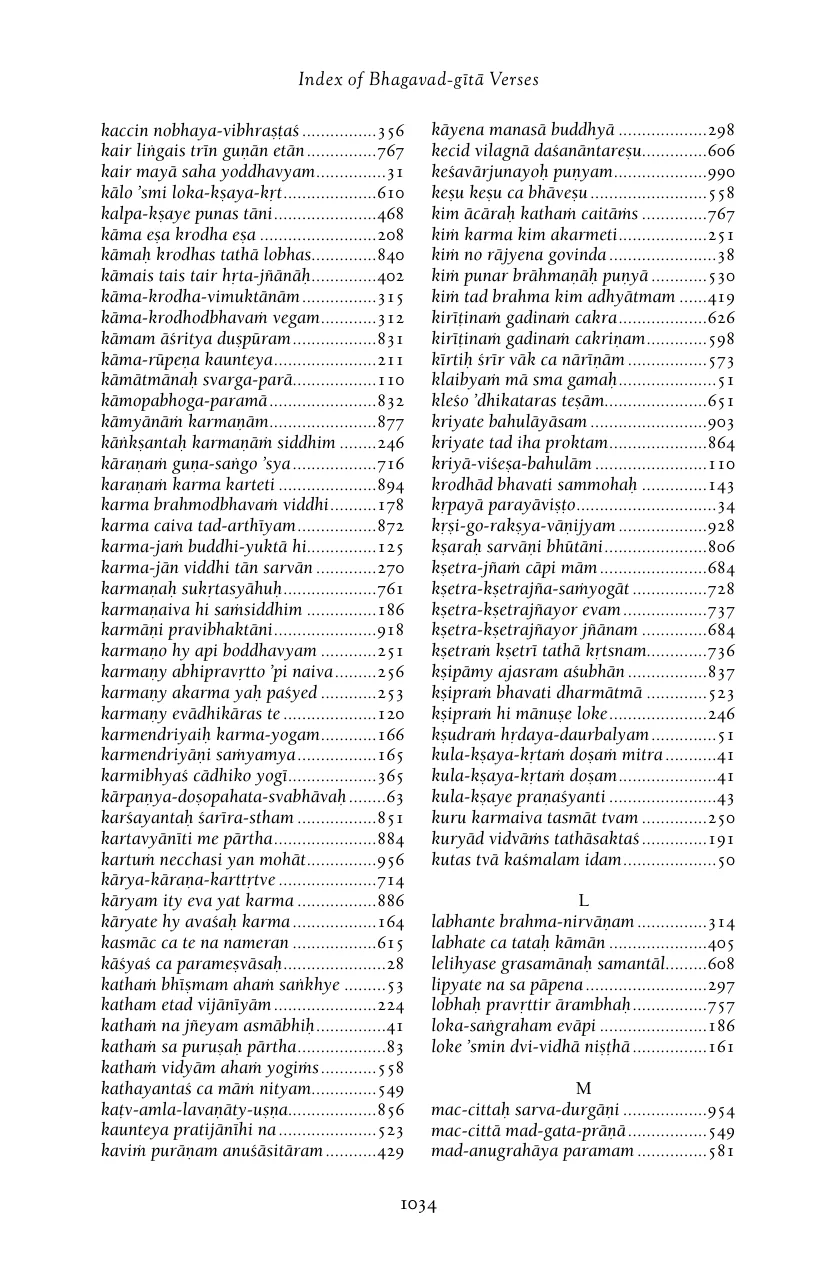 Index of Bhagavad-gītā Verses
kaccin nobhaya-vibhraṣṭaś ................356
kair liṅgais trīn guṇān etān ...............767
kair mayā saha yoddhavyam ...............31
kālo ’smi loka-kṣaya-kṛt ....................610
kalpa-kṣaye punas tāni ......................468
kāma eṣa krodha eṣa .........................208
kāmaḥ krodhas tathā lobhas ..............840
kāmais tais tair hṛta-jñānāḥ ..............402
kāma-krodha-vimuktānām ................315
kāma-krodhodbhavaṁ vegam ............312
kāmam āśritya duṣpūram ..................831
kāma-rūpeṇa kaunteya ......................211
kāmātmānaḥ svarga-parā ..................110
kāmopabhoga-paramā .......................832
kāmyānāṁ karmaṇām .......................877
kāṅkṣantaḥ karmaṇāṁ siddhim ........246
kāraṇaṁ guṇa-saṅgo ’sya ..................716
karaṇaṁ karma karteti .....................894
karma brahmodbhavaṁ viddhi ..........178
karma caiva tad-arthīyam .................872
karma-jaṁ buddhi-yuktā hi ...............125
karma-jān viddhi tān sarvān .............270
karmaṇaḥ sukṛtasyāhuḥ ....................761
karmaṇaiva hi saṁsiddhim ...............186
karmāṇi pravibhaktāni ......................918
karmaṇo hy api boddhavyam ............251
karmaṇy abhipravṛtto ’pi naiva .........256
karmaṇy akarma yaḥ paśyed ............253
karmaṇy evādhikāras te ....................120
karmendriyaiḥ karma-yogam ............166
karmendriyāṇi saṁyamya .................165
karmibhyaś cādhiko yogī ...................365
kārpaṇya-doṣopahata-svabhāvaḥ ........63
karśayantaḥ śarīra-stham .................851
kartavyānīti me pārtha ......................884
kartuṁ necchasi yan mohāt ...............956
kārya-kāraṇa-karttṛtve .....................714
kāryam ity eva yat karma .................886
kāryate hy avaśaḥ karma ..................164
kasmāc ca te na nameran ..................615
kāśyaś ca parameṣvāsaḥ ......................28
kathaṁ bhīṣmam ahaṁ saṅkhye .........53
katham etad vijānīyām ......................224
kathaṁ na jñeyam asmābhiḥ ...............41
kathaṁ sa puruṣaḥ pārtha ...................83
kathaṁ vidyām ahaṁ yogiṁs ............558
kathayantaś ca māṁ nityam ..............549
kaṭv-amla-lavaṇāty-uṣṇa ...................856
kaunteya pratijānīhi na .....................523
kaviṁ purāṇam anuśāsitāram ...........429
kāyena manasā buddhyā ...................298
kecid vilagnā daśanāntareṣu ..............606
keśavārjunayoḥ puṇyam ....................990
keṣu keṣu ca bhāveṣu .........................558
kim ācāraḥ kathaṁ caitāṁs ..............767
kiṁ karma kim akarmeti ...................251
kiṁ no rājyena govinda .......................38
kiṁ punar brāhmaṇāḥ puṇyā ............530
kiṁ tad brahma kim adhyātmam ......419
kirīṭinaṁ gadinaṁ cakra ...................626
kirīṭinaṁ gadinaṁ cakriṇam .............598
kīrtiḥ śrīr vāk ca nārīṇām .................573
klaibyaṁ mā sma gamaḥ .....................51
kleśo ’dhikataras teṣām ......................651
kriyate bahulāyāsam .........................903
kriyate tad iha proktam .....................864
kriyā-viśeṣa-bahulām ........................110
krodhād bhavati sammohaḥ ..............143
kṛpayā parayāviṣṭo ..............................34
kṛṣi-go-rakṣya-vāṇijyam ...................928
kṣaraḥ sarvāṇi bhūtāni ......................806
kṣetra-jñaṁ cāpi mām .......................684
kṣetra-kṣetrajña-saṁyogāt ................728
kṣetra-kṣetrajñayor evam ..................737
kṣetra-kṣetrajñayor jñānam ..............684
kṣetraṁ kṣetrī tathā kṛtsnam .............736
kṣipāmy ajasram aśubhān .................837
kṣipraṁ bhavati dharmātmā .............523
kṣipraṁ hi mānuṣe loke .....................246
kṣudraṁ hṛdaya-daurbalyam ..............51
kula-kṣaya-kṛtaṁ doṣaṁ mitra ...........41
kula-kṣaya-kṛtaṁ doṣam .....................41
kula-kṣaye praṇaśyanti .......................43
kuru karmaiva tasmāt tvam ..............250
kuryād vidvāṁs tathāsaktaś ..............191
kutas tvā kaśmalam idam ....................50
L
labhante brahma-nirvāṇam ...............314
labhate ca tataḥ kāmān .....................405
lelihyase grasamānaḥ samantāl .........608
lipyate na sa pāpena ..........................297
lobhaḥ pravṛttir ārambhaḥ ................757
loka-saṅgraham evāpi .......................186
loke ’smin dvi-vidhā niṣṭhā ................161
M
mac-cittaḥ sarva-durgāṇi ..................954
mac-cittā mad-gata-prāṇā .................549
mad-anugrahāya paramam ...............581
1034